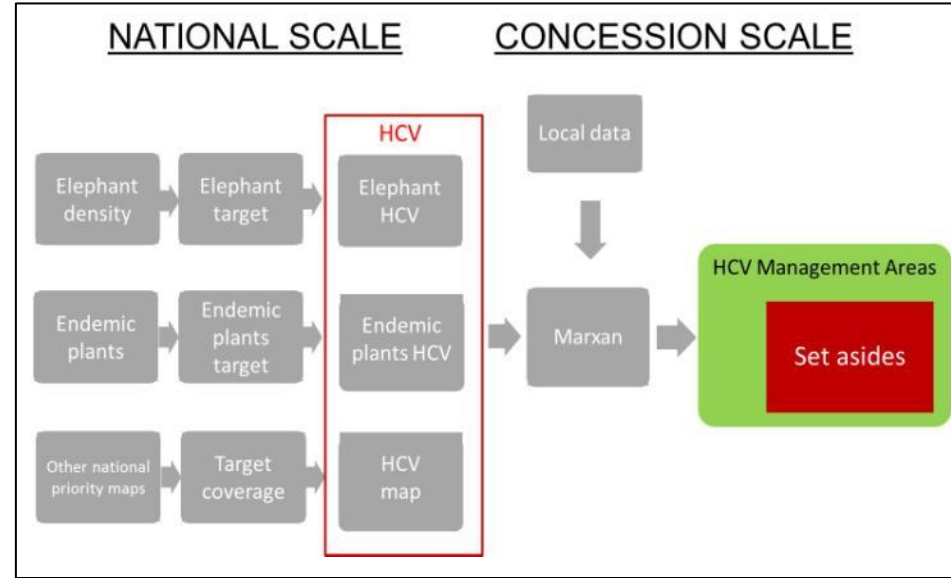 NATIONAL SCALE
CONCESSION SCALE
HCV
Local data
Elephant
density
Elephant
target
Elephant
HCV
HCV Management Areas
Endemic
plants
Endemic
plants
target
Endemic
plants HCV
Marxan
Set asides
Other national
priority maps
Target
coverage
HCV
map